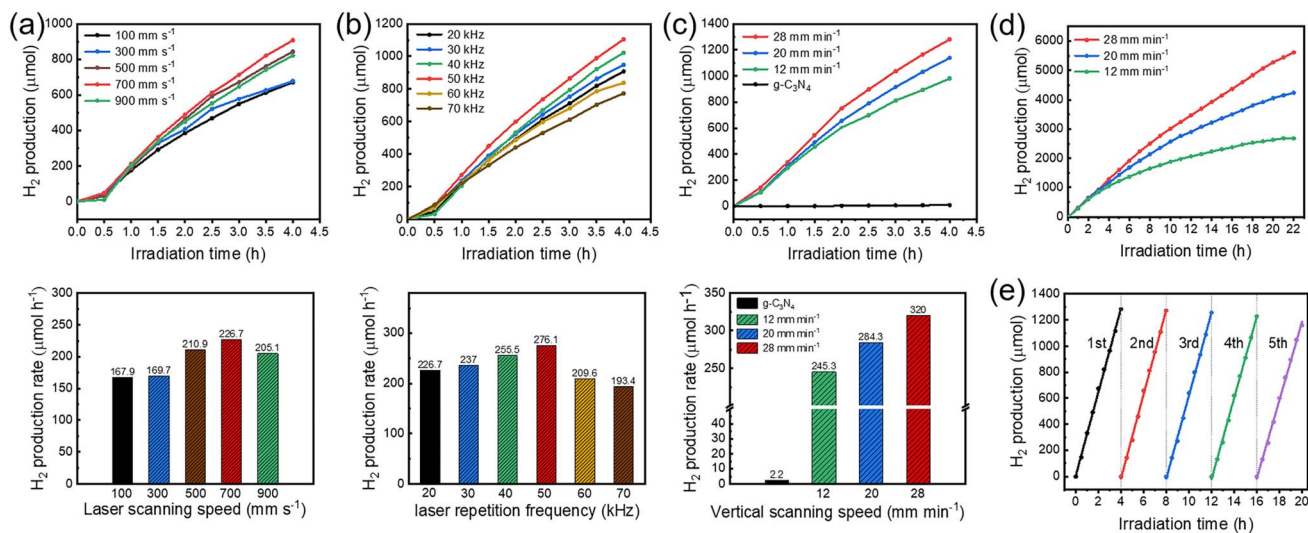 (a)
H₂ production (μmol)
1000
800
600
400
200
0
100 mm s⁻¹
300 mm s⁻¹
500 mm s⁻¹
700 mm s⁻¹
900 mm s⁻¹
0.0 0.5 1.0 1.5 2.0 2.5 3.0 3.5 4.0 4.5
Irradiation time (h)
(b)
H₂ production (μmol)
1200
1000
800
600
400
200
0
20 kHz
30 kHz
40 kHz
50 kHz
60 kHz
70 kHz
0.0 0.5 1.0 1.5 2.0 2.5 3.0 3.5 4.0 4.5
Irradiation time (h)
(c)
H₂ production (μmol)
1400
1200
1000
800
600
400
200
0
28 mm min⁻¹
20 mm min⁻¹
12 mm min⁻¹
g-C₃N₄
0.0 0.5 1.0 1.5 2.0 2.5 3.0 3.5 4.0 4.5
Irradiation time (h)
(d)
H₂ production (μmol)
6000
5000
4000
3000
2000
1000
0
28 mm min⁻¹
20 mm min⁻¹
12 mm min⁻¹
0 2 4 6 8 10 12 14 16 18 20 22
Irradiation time (h)
H₂ production rate (μmol h⁻¹)
300
250
200
150
100
50
0
167.9
169.7
210.9
226.7
205.1
100 300 500 700 900
Laser scanning speed (mm s⁻¹)
H₂ production rate (μmol h⁻¹)
300
200
100
0
226.7
237
255.5
276.1
209.6
193.4
20 30 40 50 60 70
laser repetition frequency (kHz)
H₂ production rate (μmol h⁻¹)
350
300
245
40
30
20
10
0
g-C₃N₄
12 mm min⁻¹
20 mm min⁻¹
28 mm min⁻¹
2.2
245.3
284.3
320
12 20 28
Vertical scanning speed (mm min⁻¹)
(e)
H₂ production (μmol)
1400
1200
1000
800
600
400
200
0
1st
2nd
3rd
4th
5th
0 2 4 6 8 10 12 14 16 18 20
Irradiation time (h)